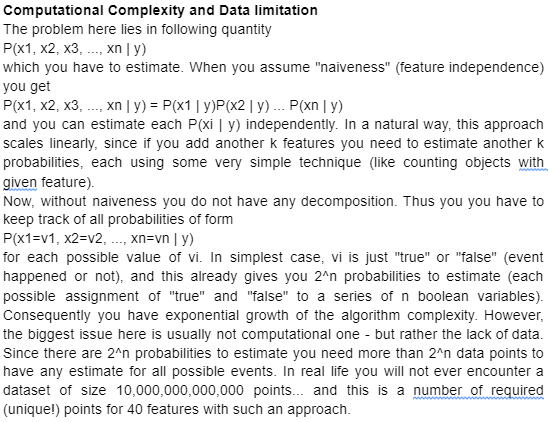 Computational Complexity and Data limitation
The problem here lies in following quantity
P(x1, x2, x3, ..., xn | y)
which you have to estimate. When you assume "naiveness" (feature independence)
you get
P(x1, x2, x3, ..., xn | y) = P(x1 | y)P(x2 | y) ... P(xn | y)
and you can estimate each P(xi | y) independently. In a natural way, this approach
scales linearly, since if you add another k features you need to estimate another k
probabilities, each using some very simple technique (like counting objects with
given feature).
Now, without naiveness you do not have any decomposition. Thus you you have to
keep track of all probabilities of form
P(x1=v1, x2=v2, ..., xn=vn | y)
for each possible value of vi. In simplest case, vi is just "true" or "false" (event
happened or not), and this already gives you 2^n probabilities to estimate (each
possible assignment of "true" and "false" to a series of n boolean variables).
Consequently you have exponential growth of the algorithm complexity. However,
the biggest issue here is usually not computational one - but rather the lack of data.
Since there are 2^n probabilities to estimate you need more than 2^n data points to
have any estimate for all possible events. In real life you will not ever encounter a
dataset of size 10,000,000,000,000 points... and this is a number of required
(unique!) points for 40 features with such an approach.